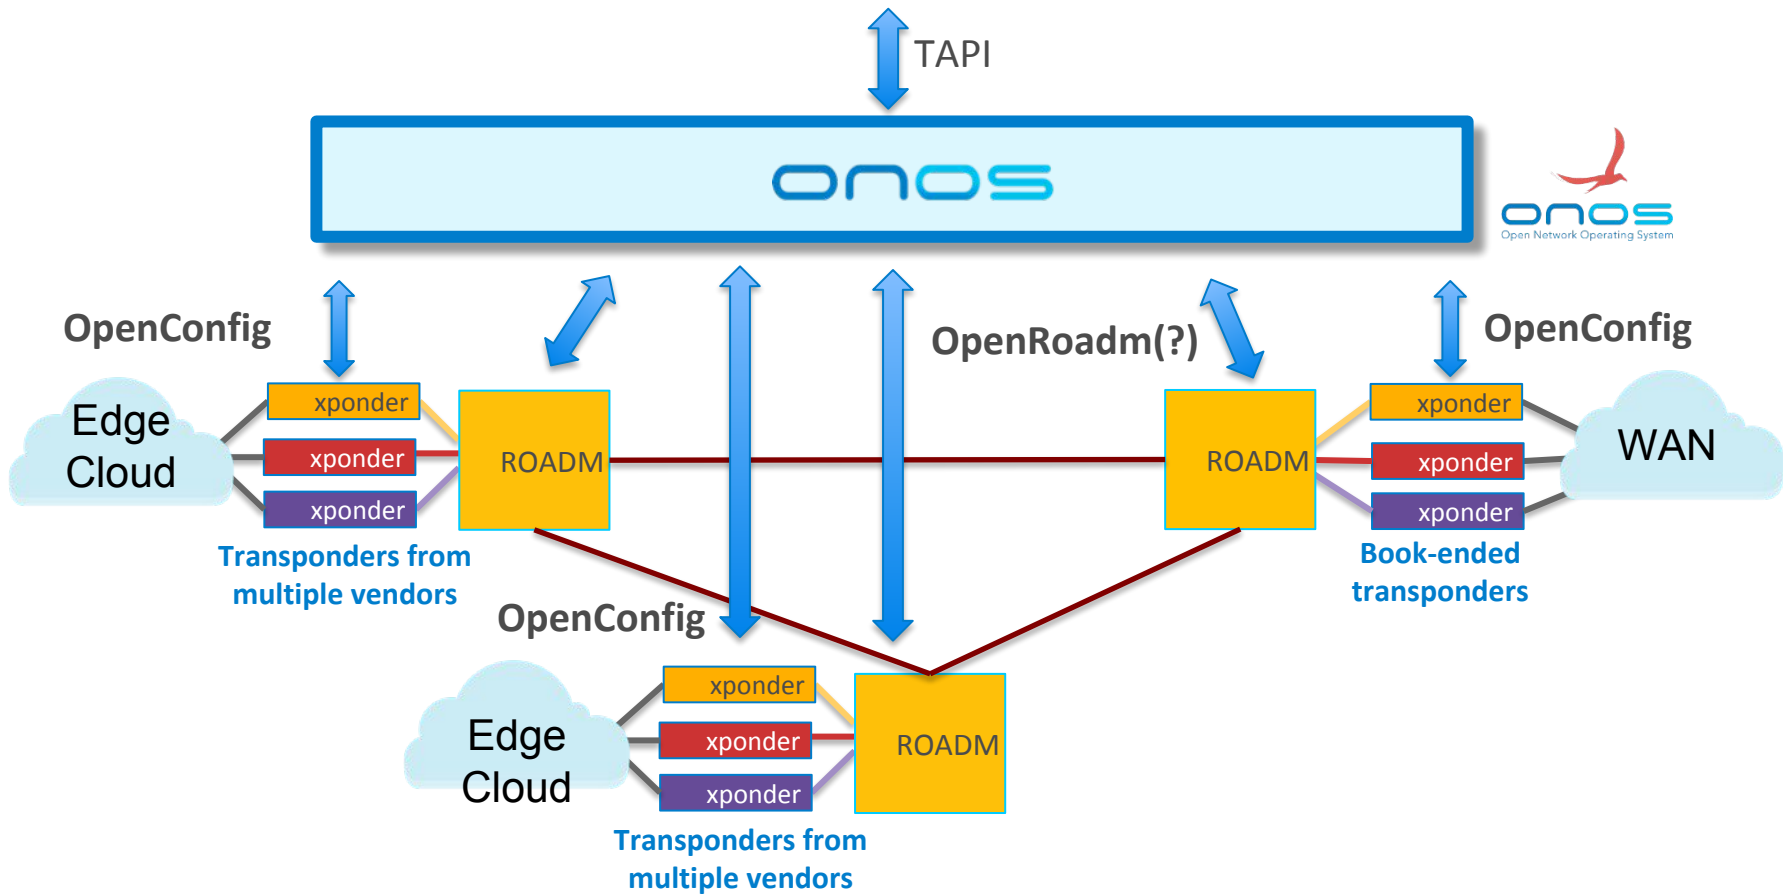 TAPI
onos
onos
Open Network Operating System
OpenConfig
OpenRoadm(?)
OpenConfig
Edge
Cloud
xponder
xponder
xponder
ROADM
ROADM
xponder
xponder
xponder
WAN
Transponders from
multiple vendors
Book-ended
transponders
OpenConfig
Edge
Cloud
xponder
xponder
xponder
ROADM
Transponders from
multiple vendors